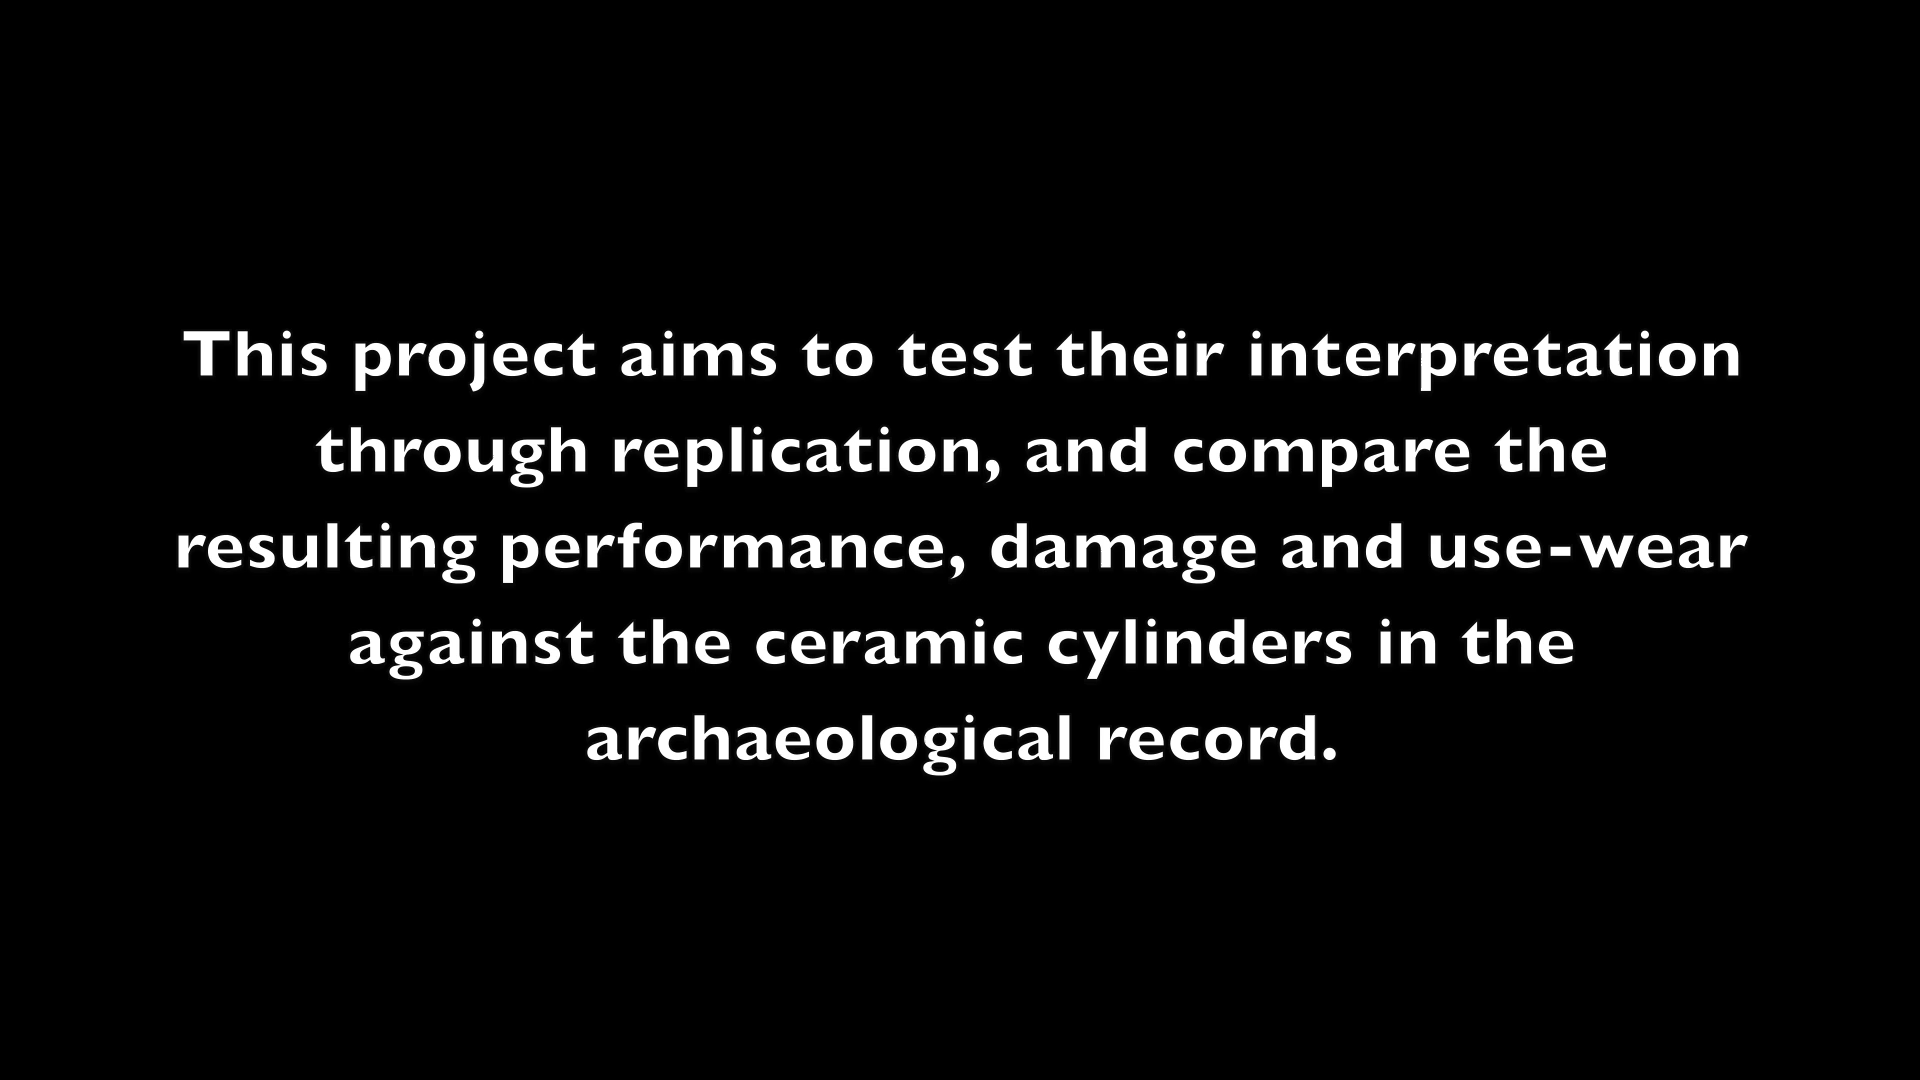 This project aims to test their interpretation
through replication, and compare the
resulting performance, damage and use-wear
against the ceramic cylinders in the
archaeological record.